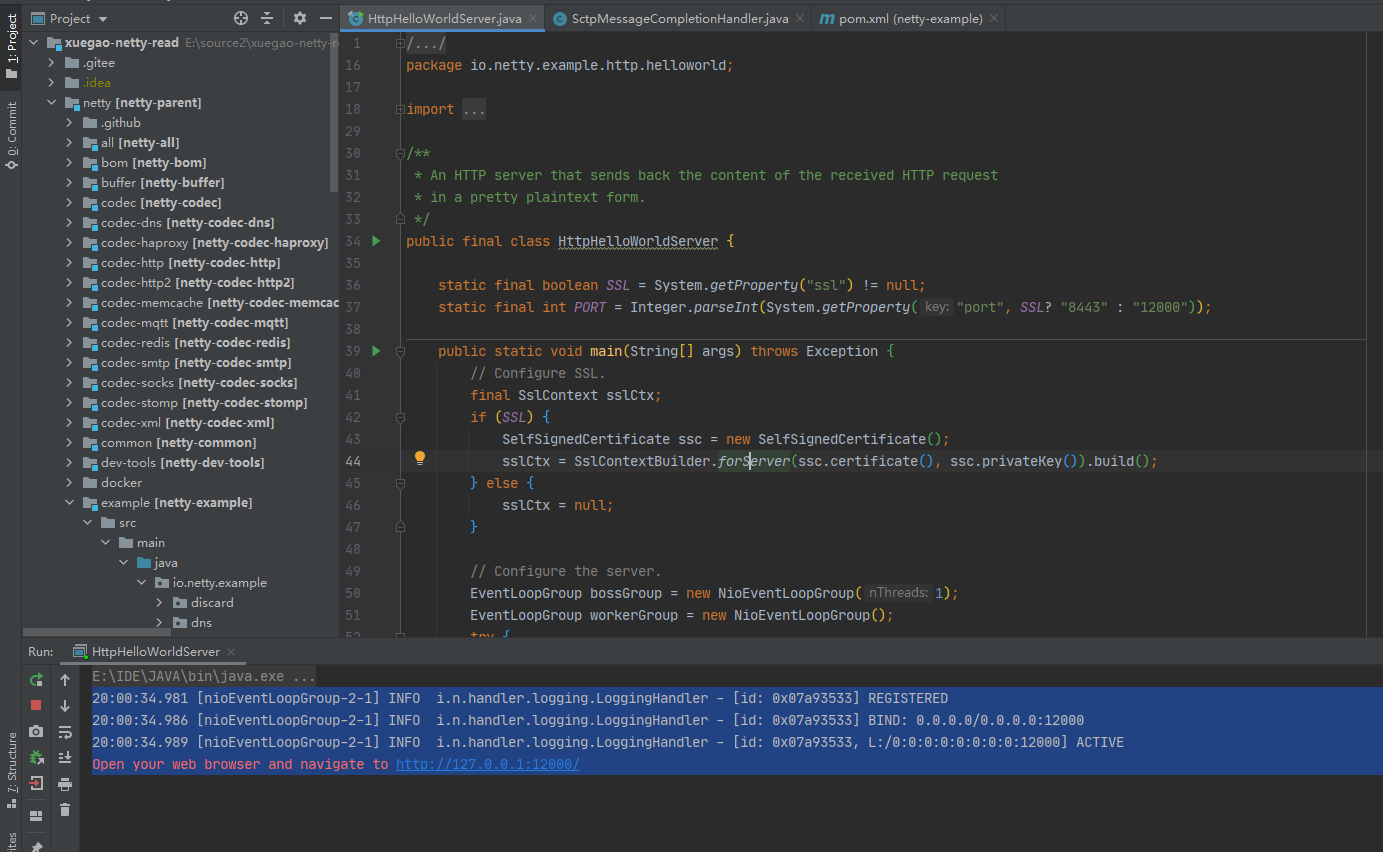 Project
HttpHelloWorldServer.java
SctpMessageCompletionHandler.java
pom.xml (netty-example)
1: Project
0: Commit
7: Structure
xuegao-netty-read E:\source2\xuegao-netty-r
.gitee
.idea
netty [netty-parent]
.github
all [netty-all]
bom [netty-bom]
buffer [netty-buffer]
codec [netty-codec]
codec-dns [netty-codec-dns]
codec-haproxy [netty-codec-haproxy]
codec-http [netty-codec-http]
codec-http2 [netty-codec-http2]
codec-memcache [netty-codec-memcac
codec-mqtt [netty-codec-mqtt]
codec-redis [netty-codec-redis]
codec-smtp [netty-codec-smtp]
codec-socks [netty-codec-socks]
codec-stomp [netty-codec-stomp]
codec-xml [netty-codec-xml]
common [netty-common]
dev-tools [netty-dev-tools]
docker
example [netty-example]
src
main
java
io.netty.example
discard
dns
1 /.../
16 package io.netty.example.http.helloworld;
17
18 import ...
29
30 /**
31 * An HTTP server that sends back the content of the received HTTP request
32 * in a pretty plaintext form.
33 */
34 public final class HttpHelloWorldServer {
35
36 static final boolean SSL = System.getProperty("ssl") != null;
37 static final int PORT = Integer.parseInt(System.getProperty( key: "port", SSL? "8443" : "12000"));
38
39 public static void main(String[] args) throws Exception {
40 // Configure SSL.
41 final SslContext sslCtx;
42 if (SSL) {
43 SelfSignedCertificate ssc = new SelfSignedCertificate();
44 sslCtx = SslContextBuilder.forServer(ssc.certificate(), ssc.privateKey()).build();
45 } else {
46 sslCtx = null;
47 }
48
49 // Configure the server.
50 EventLoopGroup bossGroup = new NioEventLoopGroup( nThreads: 1);
51 EventLoopGroup workerGroup = new NioEventLoopGroup();
52 try {
Run: HttpHelloWorldServer
E:\IDE\JAVA\bin\java.exe ...
20:00:34.981 [nioEventLoopGroup-2-1] INFO i.n.handler.logging.LoggingHandler - [id: 0x07a93533] REGISTERED
20:00:34.986 [nioEventLoopGroup-2-1] INFO i.n.handler.logging.LoggingHandler - [id: 0x07a93533] BIND: 0.0.0.0/0.0.0.0:12000
20:00:34.989 [nioEventLoopGroup-2-1] INFO i.n.handler.logging.LoggingHandler - [id: 0x07a93533, L:/0:0:0:0:0:0:0:0:12000] ACTIVE
Open your web browser and navigate to http://127.0.0.1:12000/